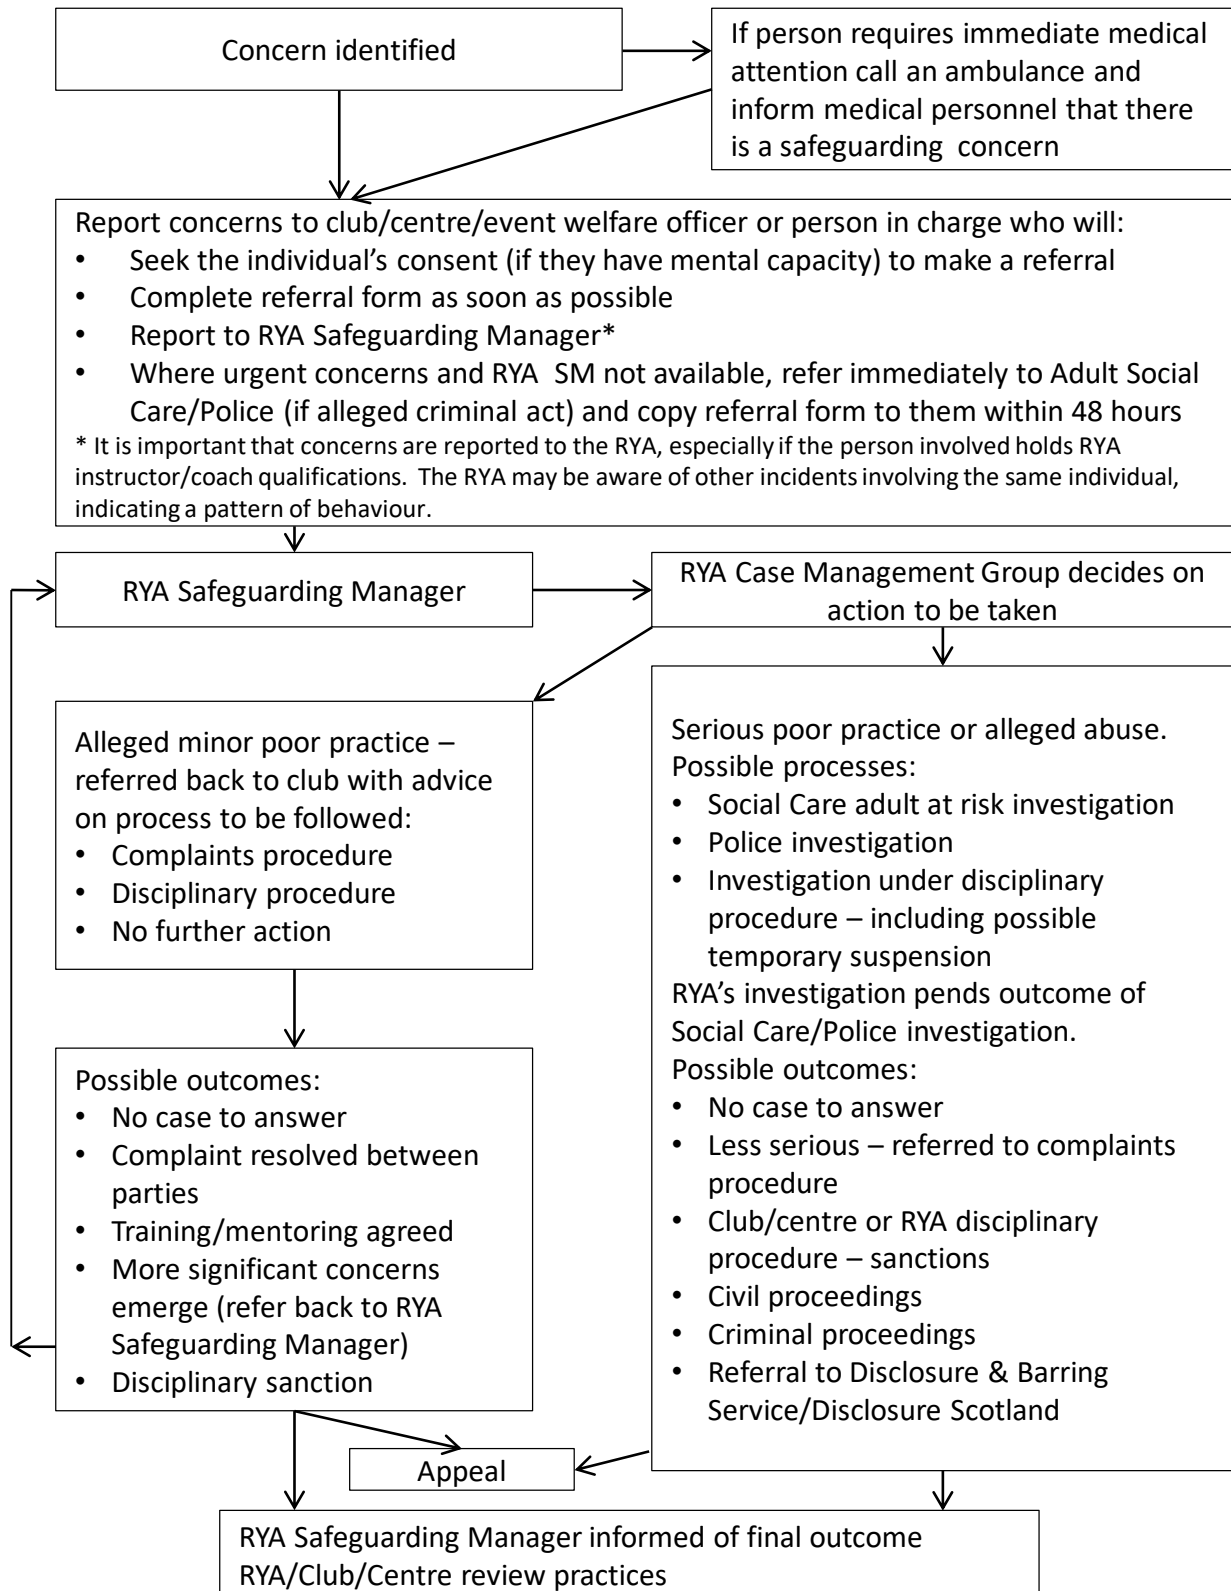 Concern identified
If person requires immediate medical
attention call an ambulance and
inform medical personnel that there
is a safeguarding  concern
Report concerns to club/centre/event welfare officer or person in charge who will:
• Seek the individual’s consent (if they have mental capacity) to make a referral
• Complete referral form as soon as possible
• Report to RYA Safeguarding Manager*
• Where urgent concerns and RYA  SM not available, refer immediately to Adult Social
Care/Police (if alleged criminal act) and copy referral form to them within 48 hours
* It is important that concerns are reported to the RYA, especially if the person involved holds RYA
instructor/coach qualifications.  The RYA may be aware of other incidents involving the same individual,
indicating a pattern of behaviour.
RYA Safeguarding Manager
RYA Case Management Group decides on
action to be taken
Alleged minor poor practice –
referred back to club with advice
on process to be followed:
• Complaints procedure
• Disciplinary procedure
• No further action
Serious poor practice or alleged abuse.
Possible processes:
• Social Care adult at risk investigation
• Police investigation
• Investigation under disciplinary
procedure – including possible
temporary suspension
RYA’s investigation pends outcome of
Social Care/Police investigation.
Possible outcomes:
• No case to answer
• Less serious – referred to complaints
procedure
• Club/centre or RYA disciplinary
procedure – sanctions
• Civil proceedings
• Criminal proceedings
• Referral to Disclosure & Barring
Service/Disclosure Scotland
Possible outcomes:
• No case to answer
• Complaint resolved between
parties
• Training/mentoring agreed
• More significant concerns
emerge (refer back to RYA
Safeguarding Manager)
• Disciplinary sanction
Appeal
RYA Safeguarding Manager informed of final outcome
RYA/Club/Centre review practices